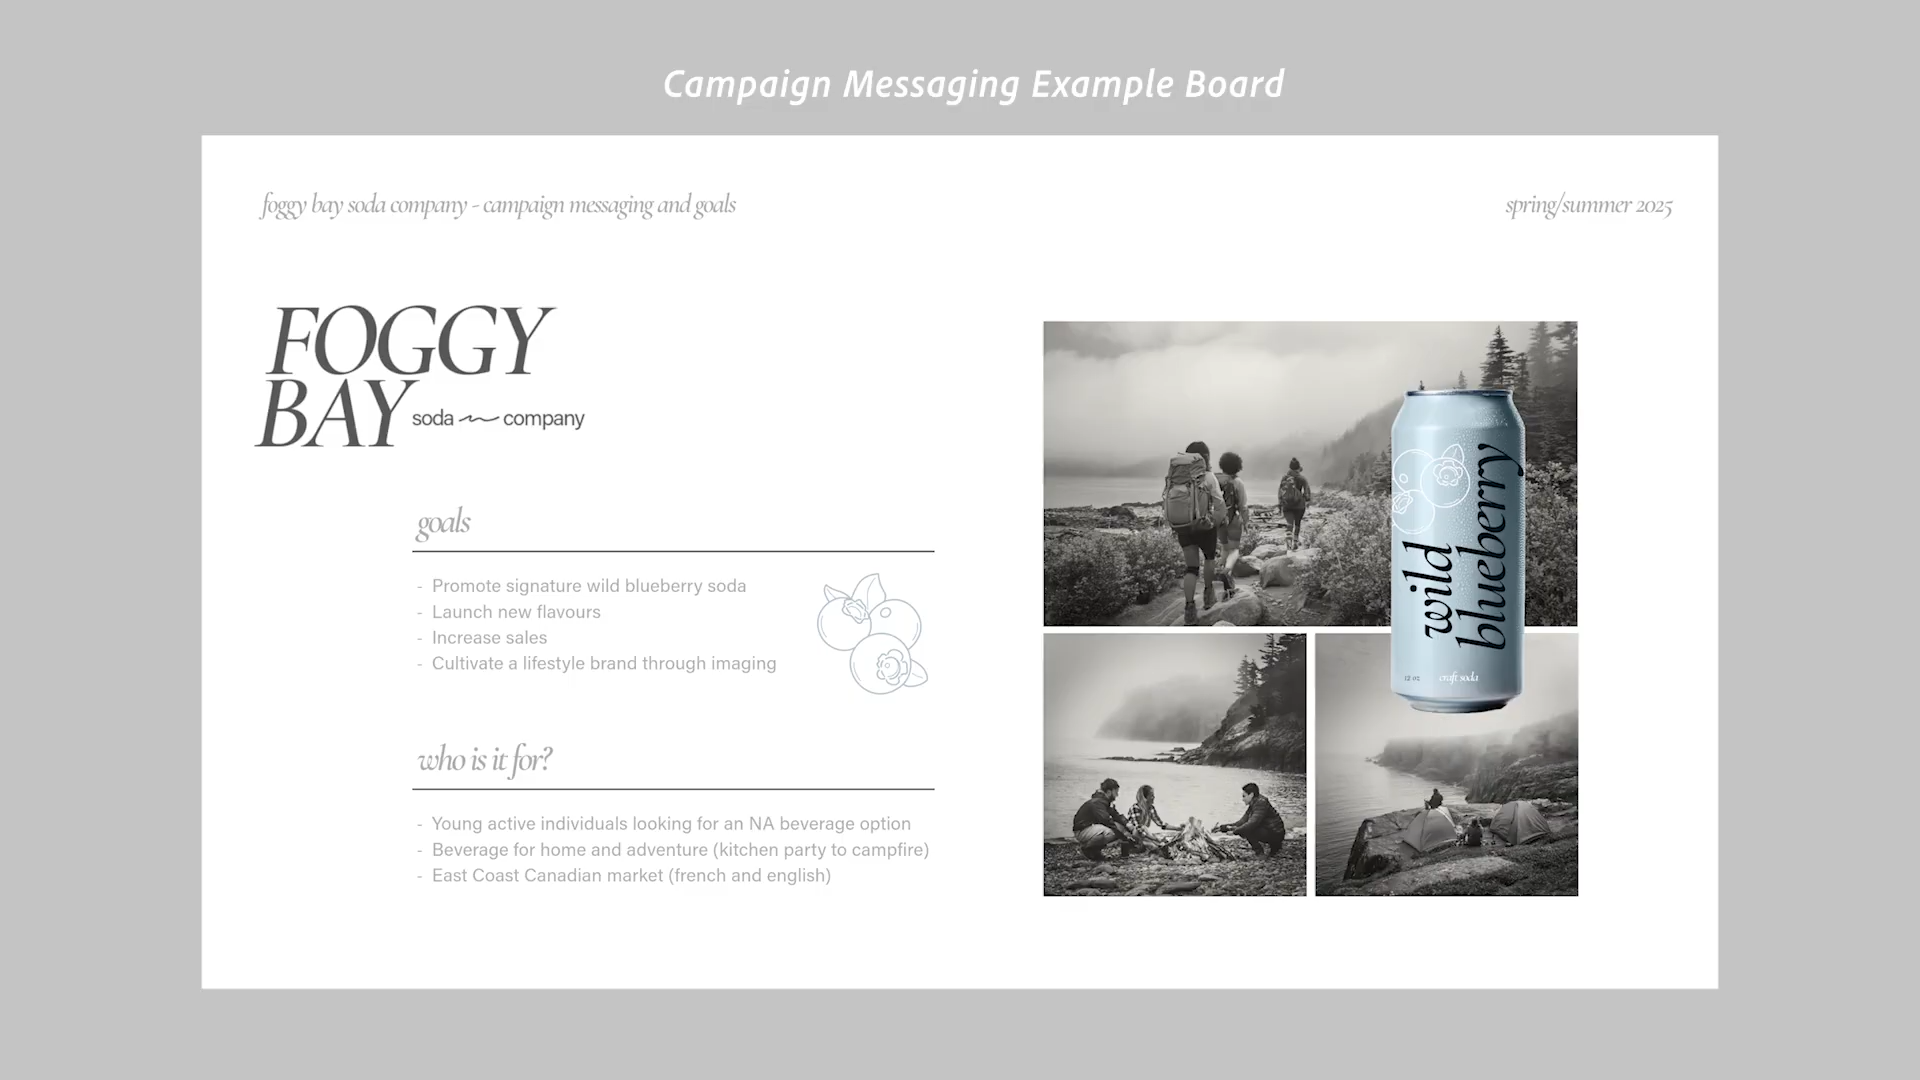 Campaign Messaging Example Board
foggy bay soda company - campaign messaging and goals
spring/summer 2025
FOGGY
BAY soda company
goals
- Promote signature wild blueberry soda
- Launch new flavours
- Increase sales
- Cultivate a lifestyle brand through imaging
who is it for?
- Young active individuals looking for an NA beverage option
- Beverage for home and adventure (kitchen party to campfire)
- East Coast Canadian market (french and english)
wild
blueberry
12 oz
craft soda